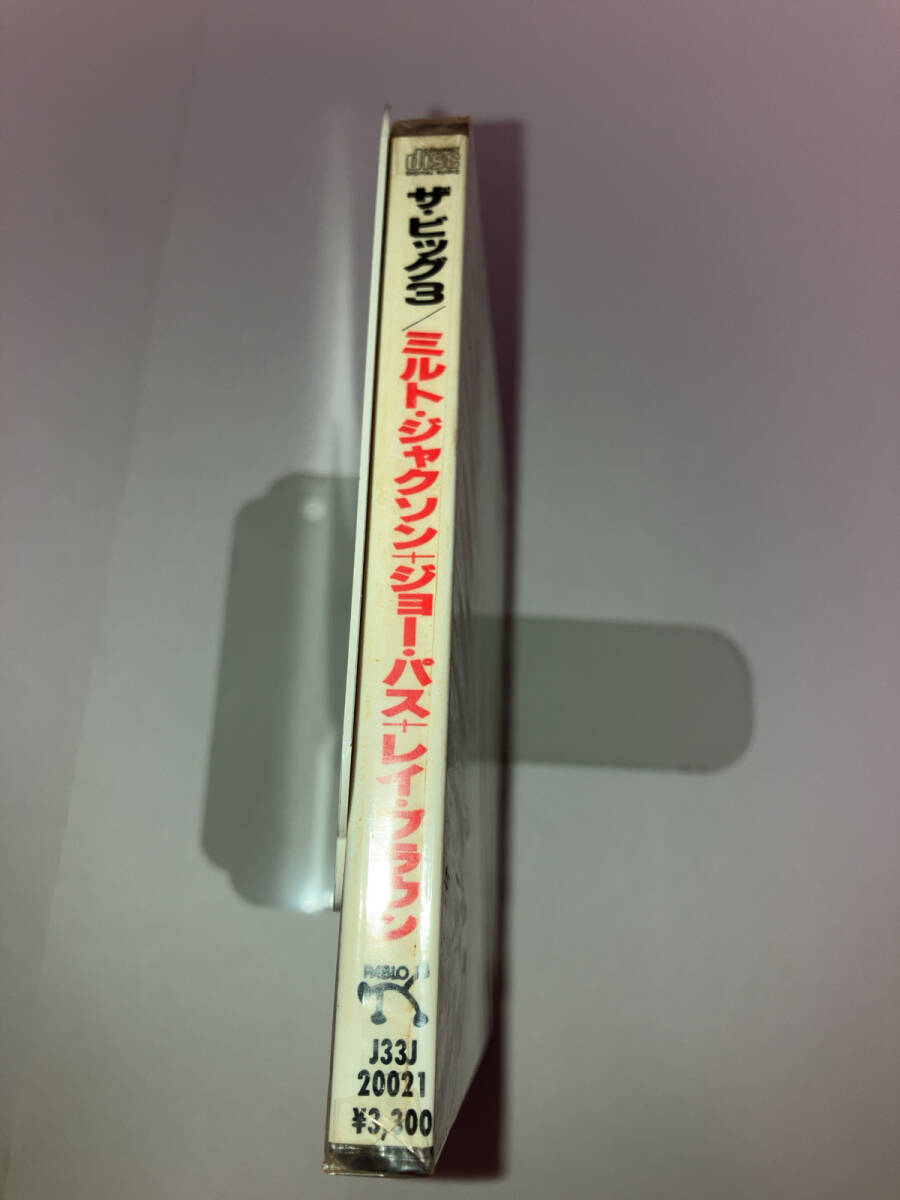 disc
ザ・ビッグ3／ミルト・ジャクソン+ジョー・パス+レイ・ブラウン
PABLO
J33J
20021
¥3,300